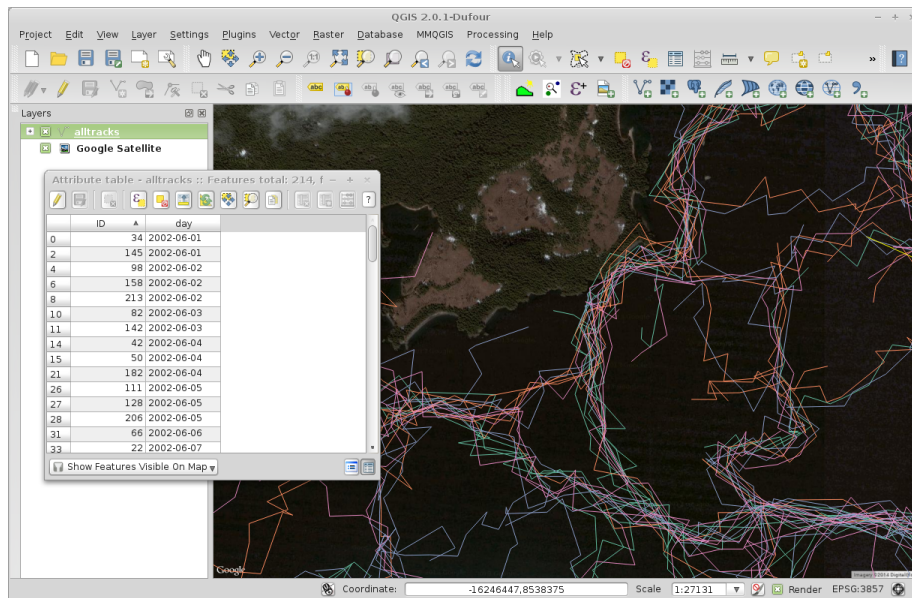 QGIS 2.0.1-Dufour
Project Edit View Layer Settings Plugins Vector Raster Database MMQGIS Processing Help
Layers
alltracks
Google Satellite
Attribute table - alltracks :: Features total: 214, f
ID day
0 34 2002-06-01
2 145 2002-06-01
4 98 2002-06-02
6 158 2002-06-02
8 213 2002-06-02
10 82 2002-06-03
11 142 2002-06-03
14 42 2002-06-04
15 50 2002-06-04
21 182 2002-06-04
26 111 2002-06-05
27 128 2002-06-05
28 206 2002-06-05
31 66 2002-06-06
33 22 2002-06-07
Show Features Visible On Map
Google
Coordinate: -16246447,8538375 Scale 1:27131 Render EPSG:3857